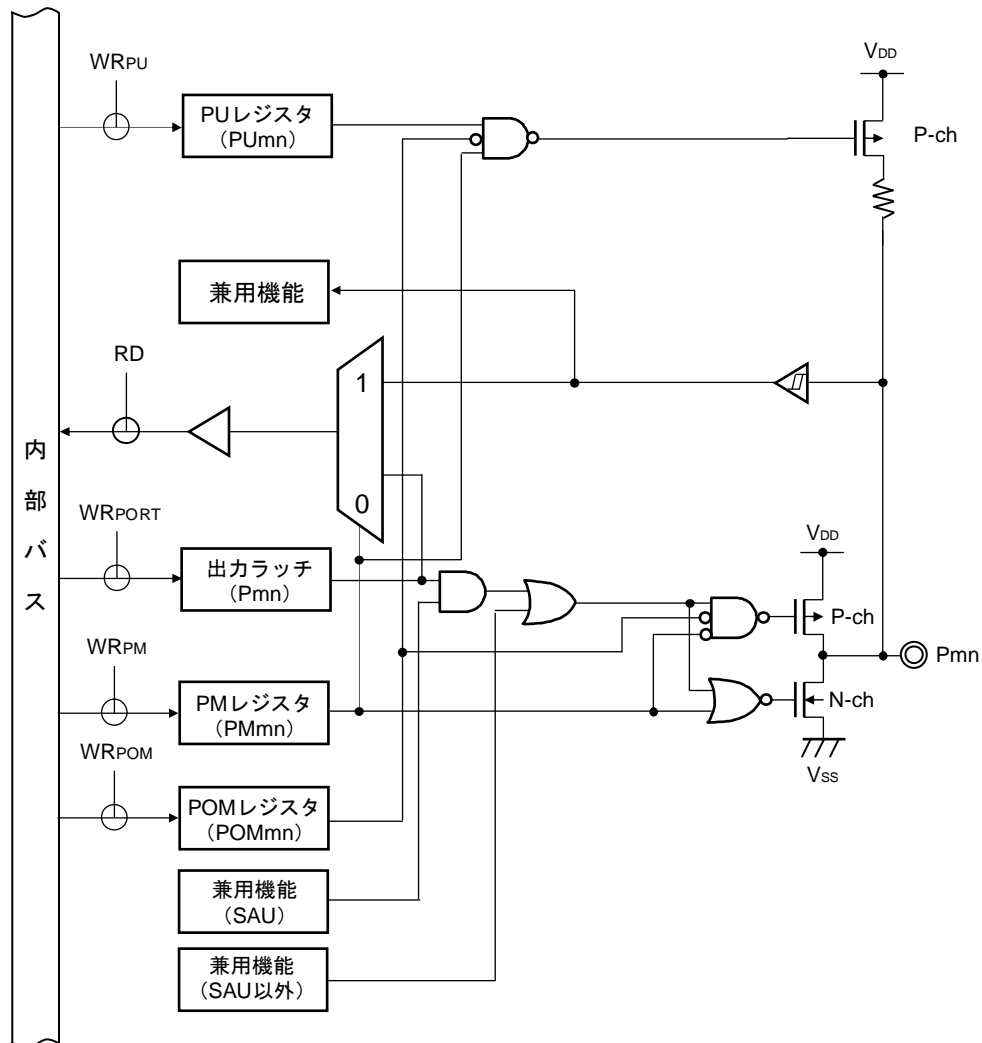 WRPU
PUレジスタ
（PUmn）
VDD
P-ch
兼用機能
RD
1
0
内部バス
WRPORT
出力ラッチ
（Pmn）
VDD
P-ch
Pmn
WRPM
PMレジスタ
（PMmn）
N-ch
VSS
WRPOM
POMレジスタ
（POMmn）
兼用機能
（SAU）
兼用機能
（SAU以外）